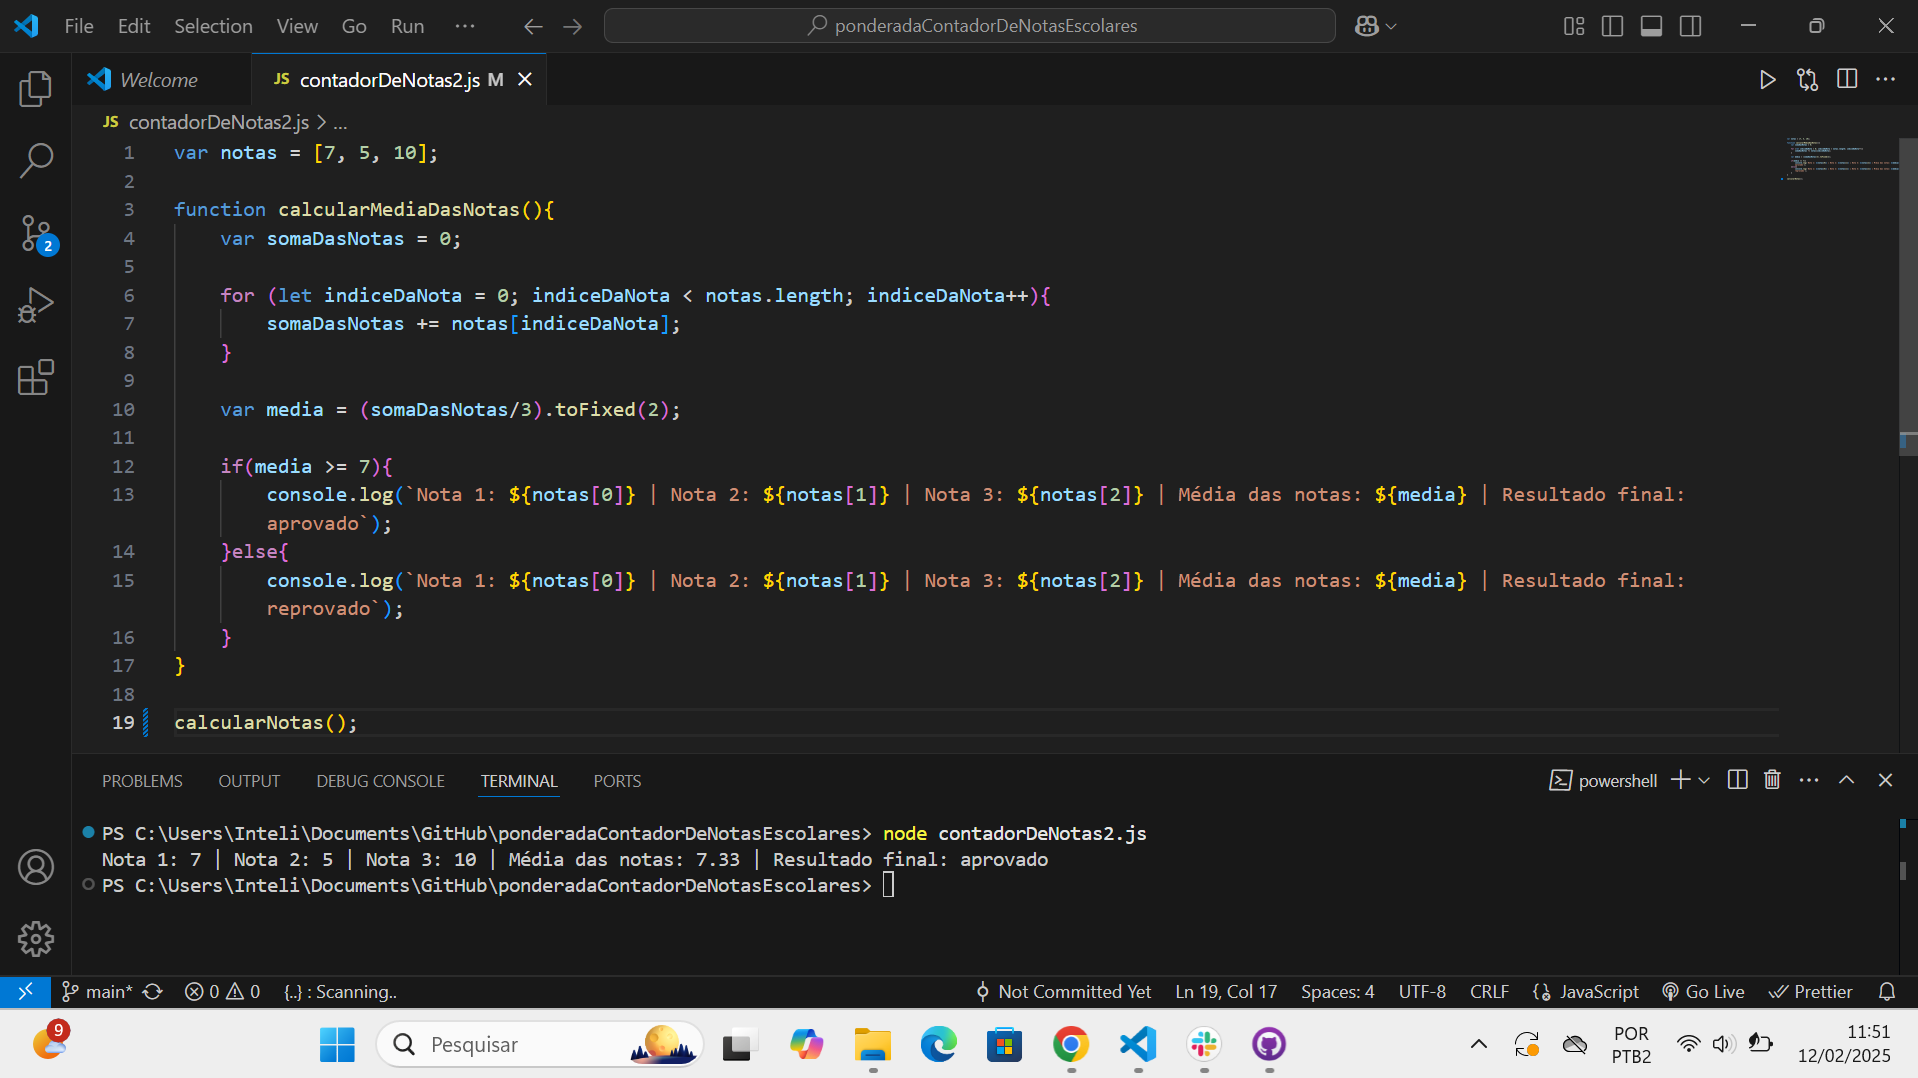 File Edit Selection View Go Run ··· ponderadaContadorDeNotasEscolares
Welcome JS contadorDeNotas2.js M
JS contadorDeNotas2.js > ...
1 var notas = [7, 5, 10];
2
3 function calcularMediaDasNotas(){
4 var somaDasNotas = 0;
5
6 for (let indiceDaNota = 0; indiceDaNota < notas.length; indiceDaNota++){
7 somaDasNotas += notas[indiceDaNota];
8 }
9
10 var media = (somaDasNotas/3).toFixed(2);
11
12 if(media >= 7){
13 console.log(`Nota 1: ${notas[0]} | Nota 2: ${notas[1]} | Nota 3: ${notas[2]} | Média das notas: ${media} | Resultado final:
aprovado`);
14 }else{
15 console.log(`Nota 1: ${notas[0]} | Nota 2: ${notas[1]} | Nota 3: ${notas[2]} | Média das notas: ${media} | Resultado final:
reprovado`);
16 }
17 }
18
19 calcularNotas();
2
PROBLEMS OUTPUT DEBUG CONSOLE TERMINAL PORTS powershell
PS C:\Users\Inteli\Documents\GitHub\ponderadaContadorDeNotasEscolares> node contadorDeNotas2.js
Nota 1: 7 | Nota 2: 5 | Nota 3: 10 | Média das notas: 7.33 | Resultado final: aprovado
PS C:\Users\Inteli\Documents\GitHub\ponderadaContadorDeNotasEscolares>
main* 0 0 {..} : Scanning.. Not Committed Yet Ln 19, Col 17 Spaces: 4 UTF-8 CRLF JavaScript Go Live Prettier
9 Pesquisar POR 11:51
PTB2 12/02/2025